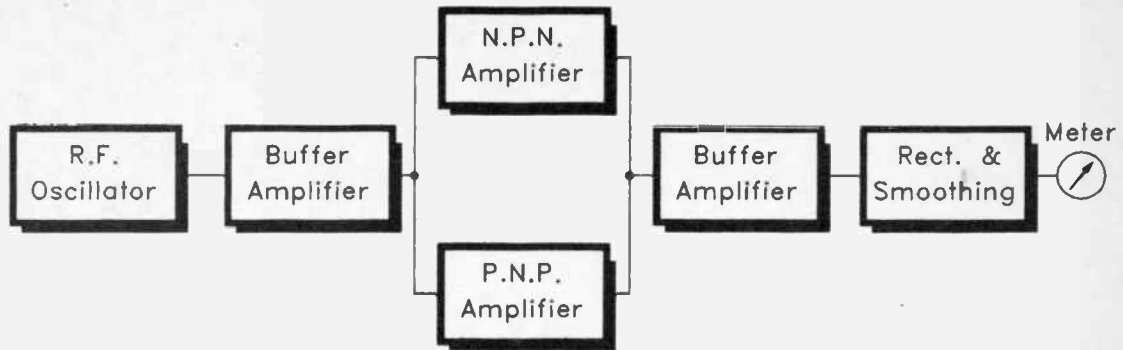 N.P.N.
Amplifier
R.F.
Oscillator
Buffer
Amplifier
Buffer
Amplifier
Rect. &
Smoothing
Meter
P.N.P.
Amplifier